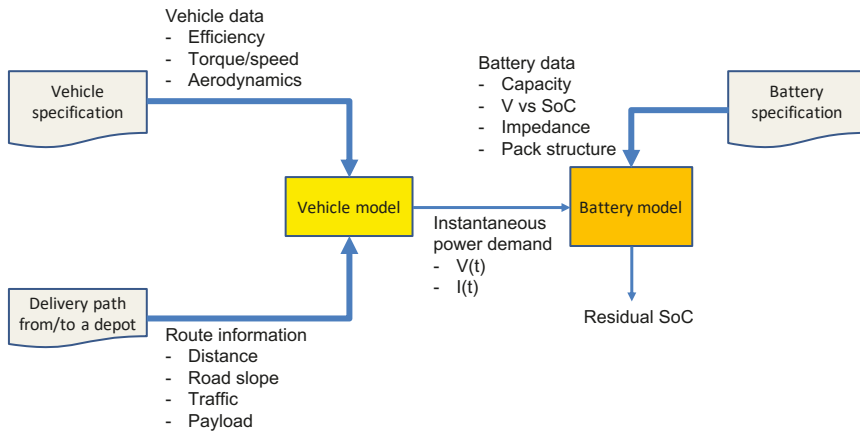 Vehicle data
- Efficiency
- Torque/speed
- Aerodynamics
Vehicle
specification
Battery data
- Capacity
- V vs SoC
- Impedance
- Pack structure
Battery
specification
Vehicle model
Instantaneous
power demand
- V(t)
- I(t)
Battery model
Residual SoC
Delivery path
from/to a depot
Route information
- Distance
- Road slope
- Traffic
- Payload